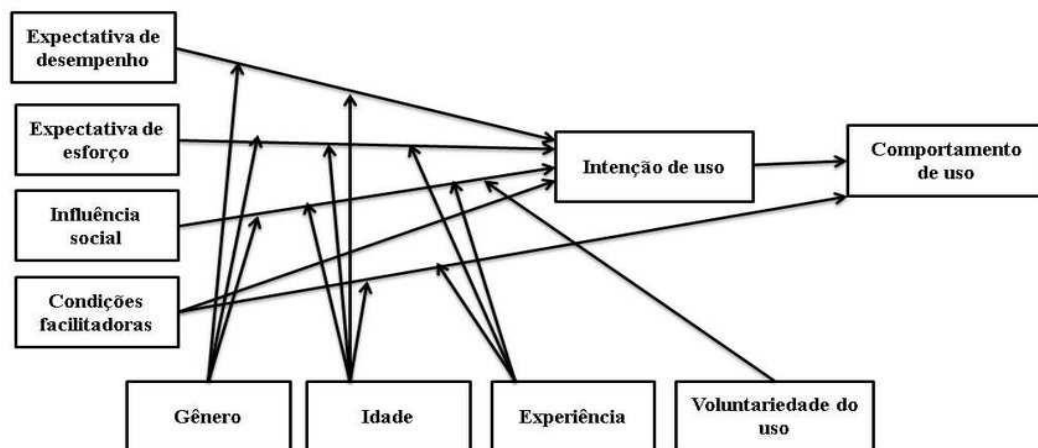 Expectativa de
desempenho
Expectativa de
esforço
Influência
social
Condições
facilitadoras
Intenção de uso
Comportamento
de uso
Gênero
Idade
Experiência
Voluntariedade do
uso